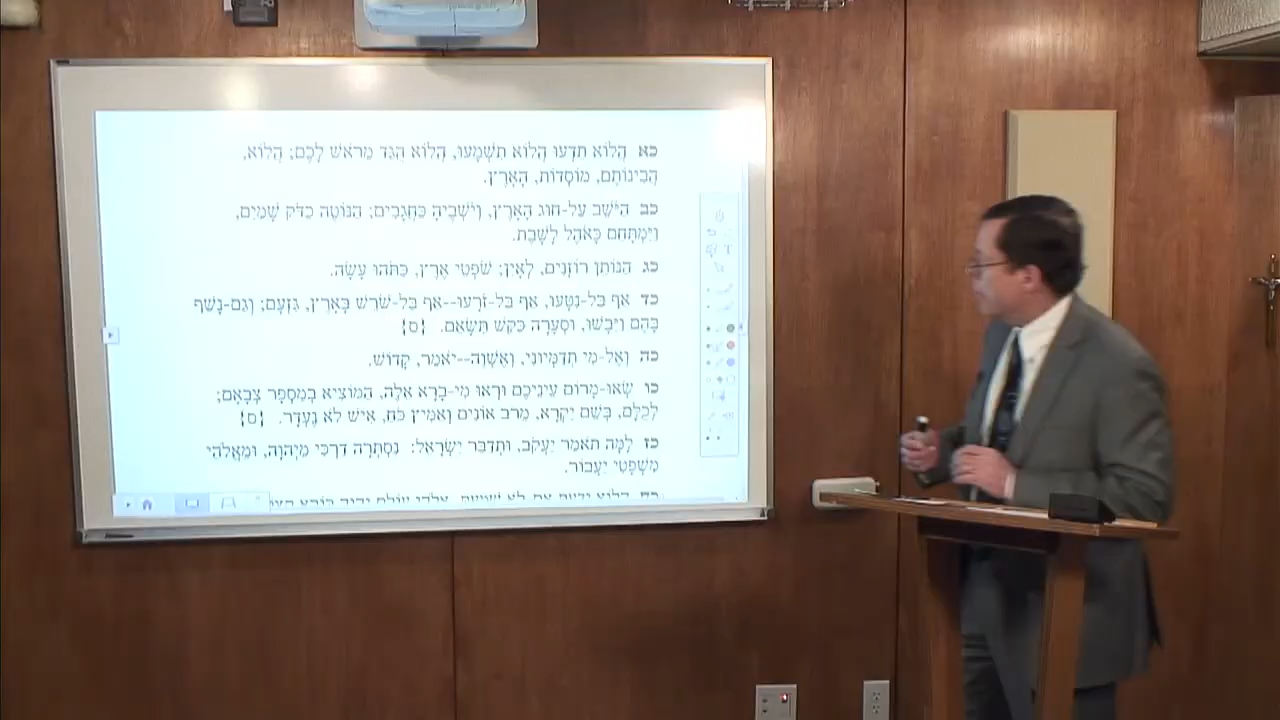 כא הֲלוֹא תֵדְעוּ הֲלוֹא תִשְׁמָעוּ, הֲלוֹא הֻגַּד מֵרֹאשׁ לָכֶם; הֲלוֹא,
הֲבִינוֹתֶם, מוֹסְדוֹת, הָאָרֶץ.
כב הַיֹּשֵׁב עַל-חוּג הָאָרֶץ, וְיֹשְׁבֶיהָ כַּחֲגָבִים; הַנּוֹטֶה כַדֹּק שָׁמַיִם,
וַיִּמְתָּחֵם כָּאֹהֶל לָשָׁבֶת.
כג הַנּוֹתֵן רוֹזְנִים, לְאָיִן; שֹׁפְטֵי אֶרֶץ, כַּתֹּהוּ עָשָׂה.
כד אַף בַּל-נִטָּעוּ, אַף בַּל-זֹרָעוּ--אַף בַּל-שֹׁרֵשׁ בָּאָרֶץ, גִּזְעָם; וְגַם-נָשַׁף
בָּהֶם וַיִּבָשׁוּ, וּסְעָרָה כַּקַּשׁ תִּשָּׂאֵם. {ס}
כה וְאֶל-מִי תְדַמְּיוּנִי, וְאֶשְׁוֶה--יֹאמַר, קָדוֹשׁ.
כו שְׂאוּ-מָרוֹם עֵינֵיכֶם וּרְאוּ מִי-בָרָא אֵלֶּה, הַמּוֹצִיא בְמִסְפָּר צְבָאָם;
לְכֻלָּם, בְּשֵׁם יִקְרָא, מֵרֹב אוֹנִים וְאַמִּיץ כֹּחַ, אִישׁ לֹא נֶעְדָּר. {ס}
כז לָמָּה תֹאמַר יַעֲקֹב, וּתְדַבֵּר יִשְׂרָאֵל: נִסְתְּרָה דַרְכִּי מֵיְהוָה, וּמֵאֱלֹהַי
מִשְׁפָּטִי יַעֲבוֹר.